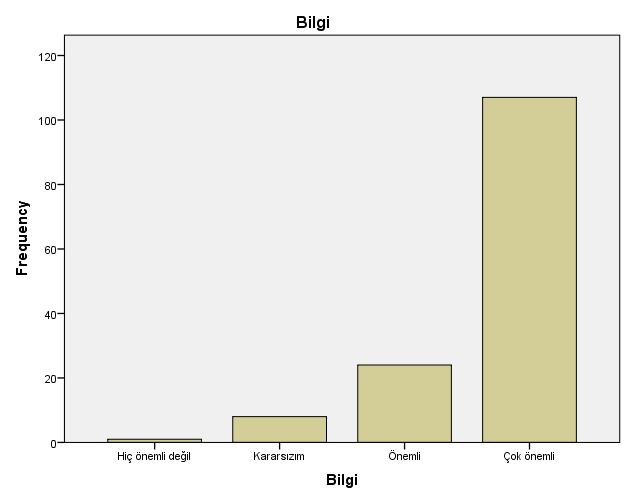 Bilgi
120
100
80
60
40
20
0
Frequency
Hiç önemli değil
Kararsızım
Önemli
Çok önemli
Bilgi